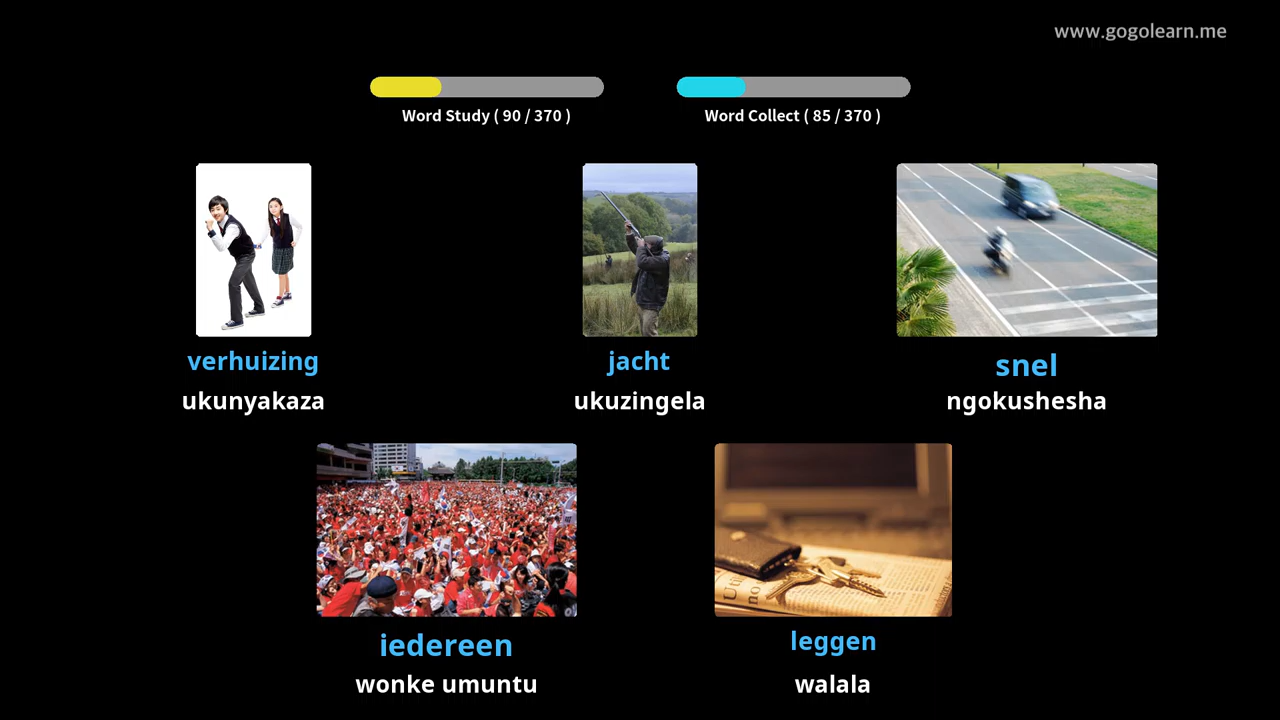 www.gogolearn.me
Word Study ( 90 / 370 )
Word Collect ( 85 / 370 )
verhuizing
ukunyakaza
jacht
ukuzingela
snel
ngokushesha
iedereen
wonke umuntu
leggen
walala